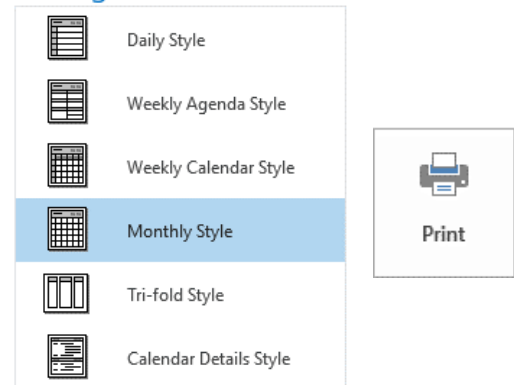 Daily Style
Weekly Agenda Style
Weekly Calendar Style
Monthly Style
Tri-fold Style
Calendar Details Style
Print